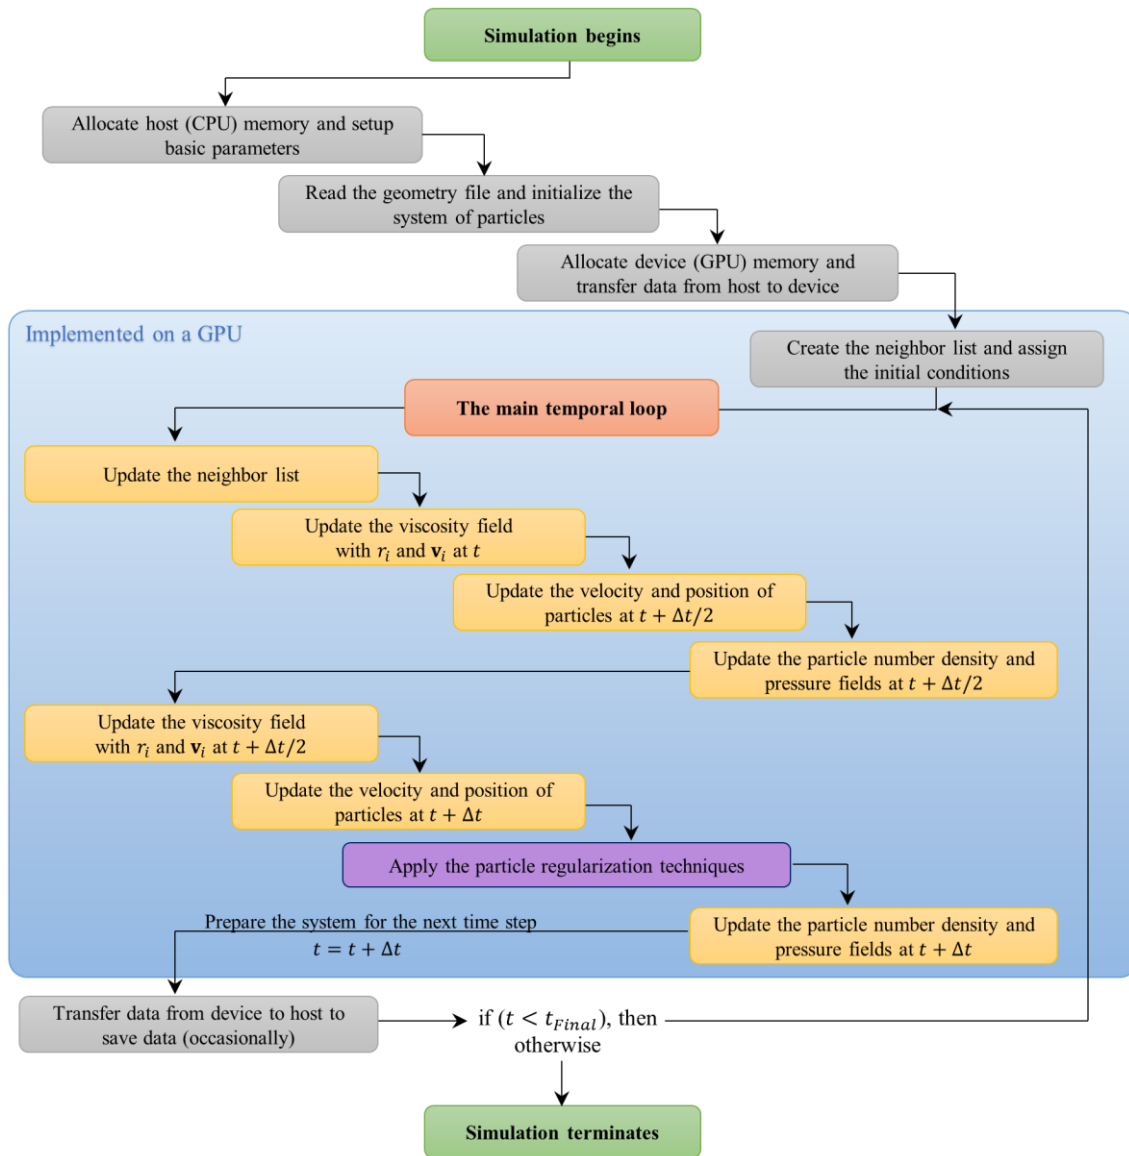 Simulation begins
Allocate host (CPU) memory and setup
basic parameters
Read the geometry file and initialize the
system of particles
Allocate device (GPU) memory and
transfer data from host to device
Implemented on a GPU
Create the neighbor list and assign
the initial conditions
The main temporal loop
Update the neighbor list
Update the viscosity field
with rᵢ and vᵢ at t
Update the velocity and position of
particles at t + Δt/2
Update the particle number density and
pressure fields at t + Δt/2
Update the viscosity field
with rᵢ and vᵢ at t + Δt/2
Update the velocity and position of
particles at t + Δt
Apply the particle regularization techniques
Update the particle number density and
pressure fields at t + Δt
Prepare the system for the next time step
t = t + Δt
Transfer data from device to host to
save data (occasionally)
if (t < t_Final), then
otherwise
Simulation terminates